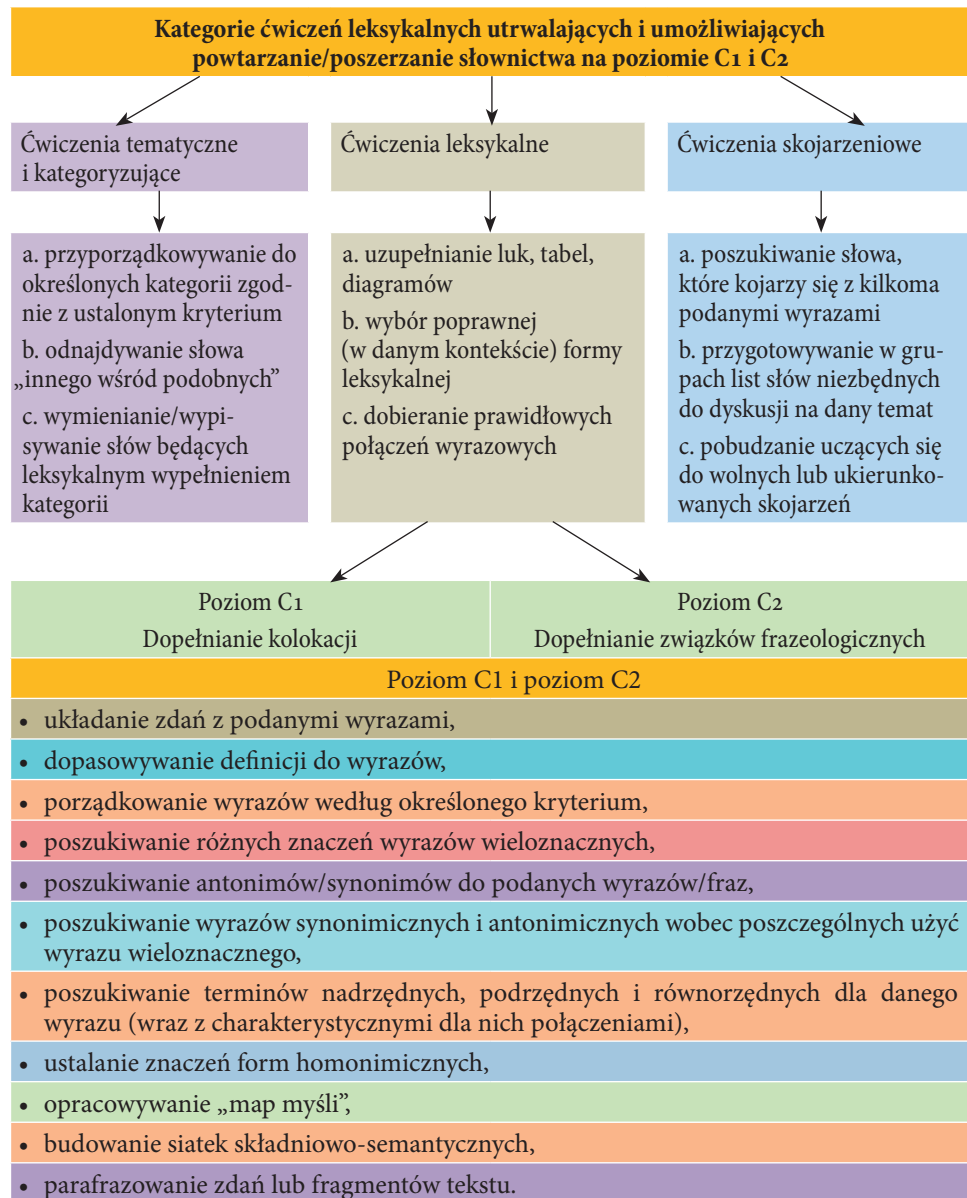 Kategorie ćwiczeń leksykalnych utrwalających i umożliwiających
powtarzanie/poszerzanie słownictwa na poziomie C1 i C2
Ćwiczenia tematyczne
i kategoryzujące
a. przyporządkowywanie do
określonych kategorii zgod-
nie z ustalonym kryterium
b. odnajdywanie słowa
„innego wśród podobnych”
c. wymienianie/wypi-
sywanie słów będących
leksykalnym wypełnieniem
kategorii
Ćwiczenia leksykalne
a. uzupełnianie luk, tabel,
diagramów
b. wybór poprawnej
(w danym kontekście) formy
leksykalnej
c. dobieranie prawidłowych
połączeń wyrazowych
Ćwiczenia skojarzeniowe
a. poszukiwanie słowa,
które kojarzy się z kilkoma
podanymi wyrazami
b. przygotowywanie w gru-
pach list słów niezbędnych
do dyskusji na dany temat
c. pobudzanie uczących się
do wolnych lub ukierunko-
wanych skojarzeń
Poziom C1
Dopełnianie kolokacji
Poziom C2
Dopełnianie związków frazeologicznych
Poziom C1 i poziom C2
• układanie zdań z podanymi wyrazami,
• dopasowywanie definicji do wyrazów,
• porządkowanie wyrazów według określonego kryterium,
• poszukiwanie różnych znaczeń wyrazów wieloznacznych,
• poszukiwanie antonimów/synonimów do podanych wyrazów/fraz,
• poszukiwanie wyrazów synonimicznych i antonimicznych wobec poszczególnych użyć
wyrazu wieloznacznego,
• poszukiwanie terminów nadrzędnych, podrzędnych i równorzędnych dla danego
wyrazu (wraz z charakterystycznymi dla nich połączeniami),
• ustalanie znaczeń form homonimicznych,
• opracowywanie „map myśli”,
• budowanie siatek składniowo-semantycznych,
• parafrazowanie zdań lub fragmentów tekstu.